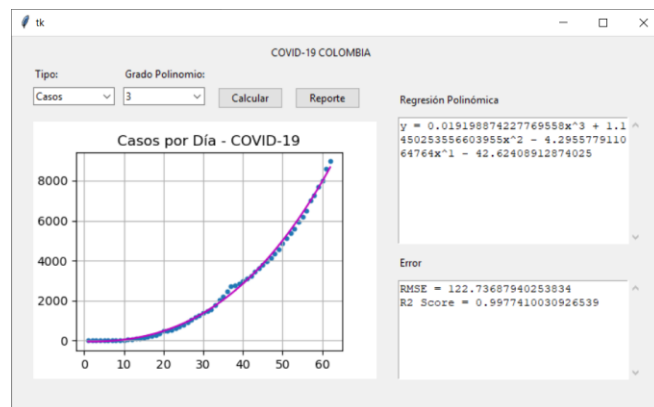 tk
COVID-19 COLOMBIA
Tipo:
Grado Polinomio:
Casos
3
Calcular
Reporte
Regresión Polinómica
y = 0.019198874227769558x^3 + 1.1
450253556603955x^2 - 4.2955779110
64764x^1 - 42.62408912874025
Casos por Día - COVID-19
8000
6000
4000
2000
0
0 10 20 30 40 50 60
Error
RMSE = 122.73687940253834
R2 Score = 0.9977410030926539